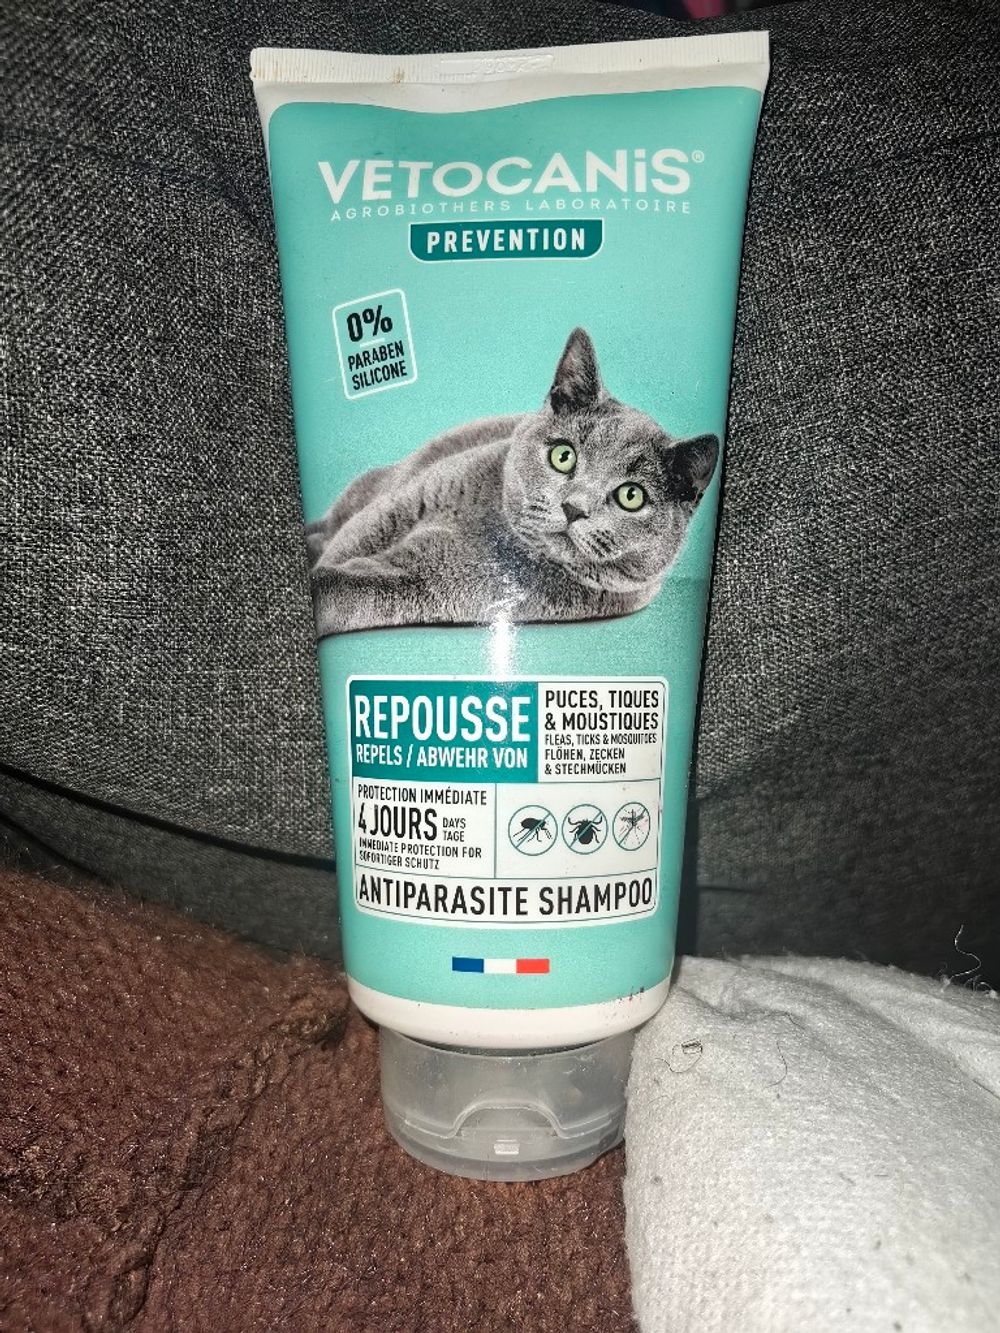 VETOCANiS®
AGROBIOTHERS LABORATOIRE
PREVENTION
0%
PARABEN
SILICONE
REPOUSSE
REPELS / ABWEHR VON
PUCES, TIQUES
& MOUSTIQUES
FLEAS, TICKS & MOSQUITOES
FLÖHEN, ZECKEN
& STECHMÜCKEN
PROTECTION IMMÉDIATE
4 JOURS DAYS
TAGE
IMMEDIATE PROTECTION FOR
SOFORTIGER SCHUTZ
ANTIPARASITE SHAMPOO